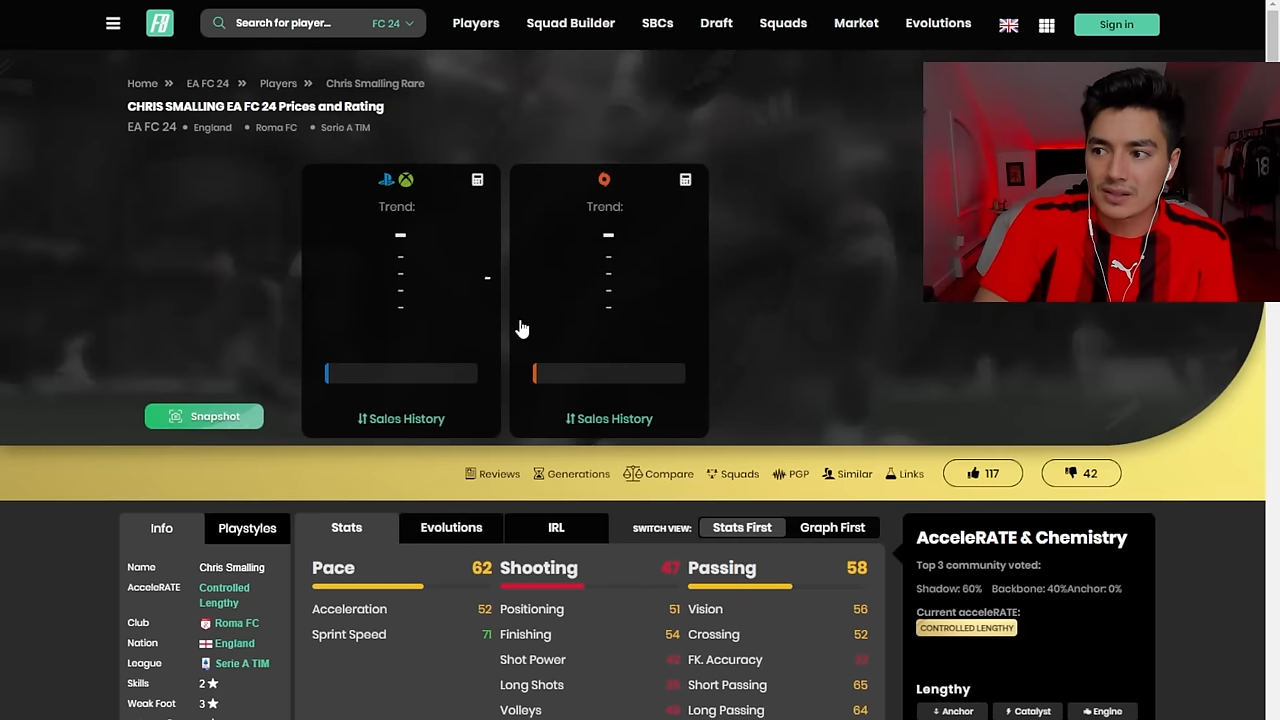 Search for player...
FC 24
Players
Squad Builder
SBCs
Draft
Squads
Market
Evolutions
Sign in
Home » EA FC 24 » Players » Chris Smalling Rare
CHRIS SMALLING EA FC 24 Prices and Rating
EA FC 24 • England • Roma FC • Serie A TIM
Trend:
Trend:
Sales History
Sales History
Snapshot
Reviews
Generations
Compare
Squads
PGP
Similar
Links
117
42
Info
Playstyles
Name Chris Smalling
AcceleRATE Controlled
Lengthy
Club Roma FC
Nation England
League Serie A TIM
Skills 2
Weak Foot 3
Stats
Evolutions
IRL
SWITCH VIEW:
Stats First
Graph First
Pace 62
Acceleration 52
Sprint Speed 71
Shooting 47
Positioning 51
Finishing 54
Shot Power
Long Shots
Volleys
Passing 58
Vision 56
Crossing 52
FK. Accuracy
Short Passing 65
Long Passing 64
AcceleRATE & Chemistry
Top 3 community voted:
Shadow: 60% Backbone: 40%Anchor: 0%
Current acceleRATE:
CONTROLLED LENGTHY
Lengthy
Anchor
Catalyst
Engine
18